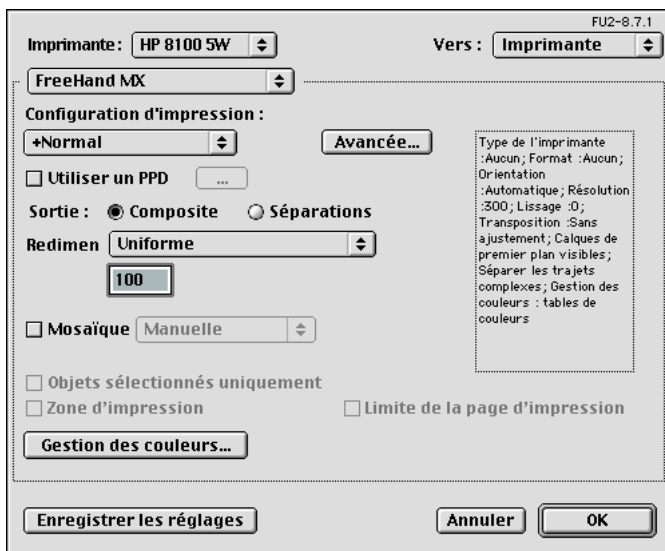 FU2-8.7.1
Imprimante : HP 8100 5W Vers : Imprimante
FreeHand MX
Configuration d'impression :
+Normal Avancée...
Utiliser un PPD ...
Sortie : Composite Séparations
Redimen Uniforme
100
Mosaïque Manuelle
Type de l'imprimante
:Aucun; Format :Aucun;
Orientation
:Automatique; Résolution
:300; Lissage :0;
Transposition :Sans
ajustement; Calques de
premier plan visibles;
Séparer les trajets
complexes; Gestion des
couleurs : tables de
couleurs
Objets sélectionnés uniquement
Zone d'impression Limite de la page d'impression
Gestion des couleurs...
Enregistrer les réglages Annuler OK